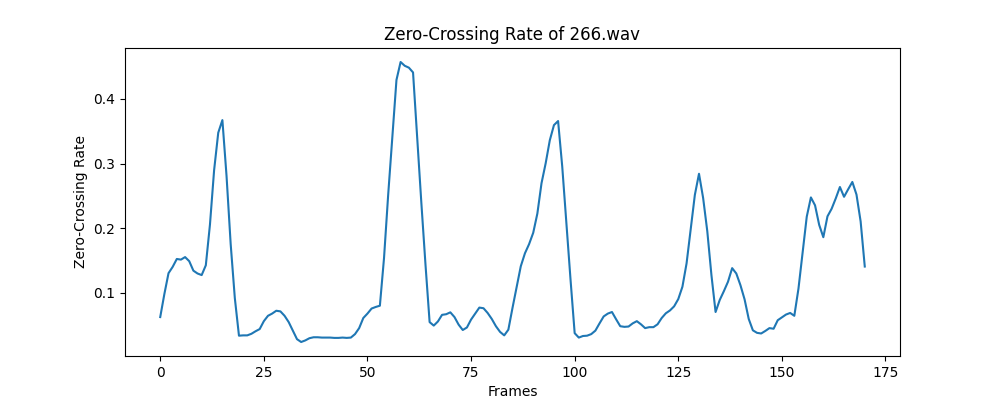 Zero-Crossing Rate of 266.wav
Zero-Crossing Rate
0.4
0.3
0.2
0.1
0 25 50 75 100 125 150 175
Frames